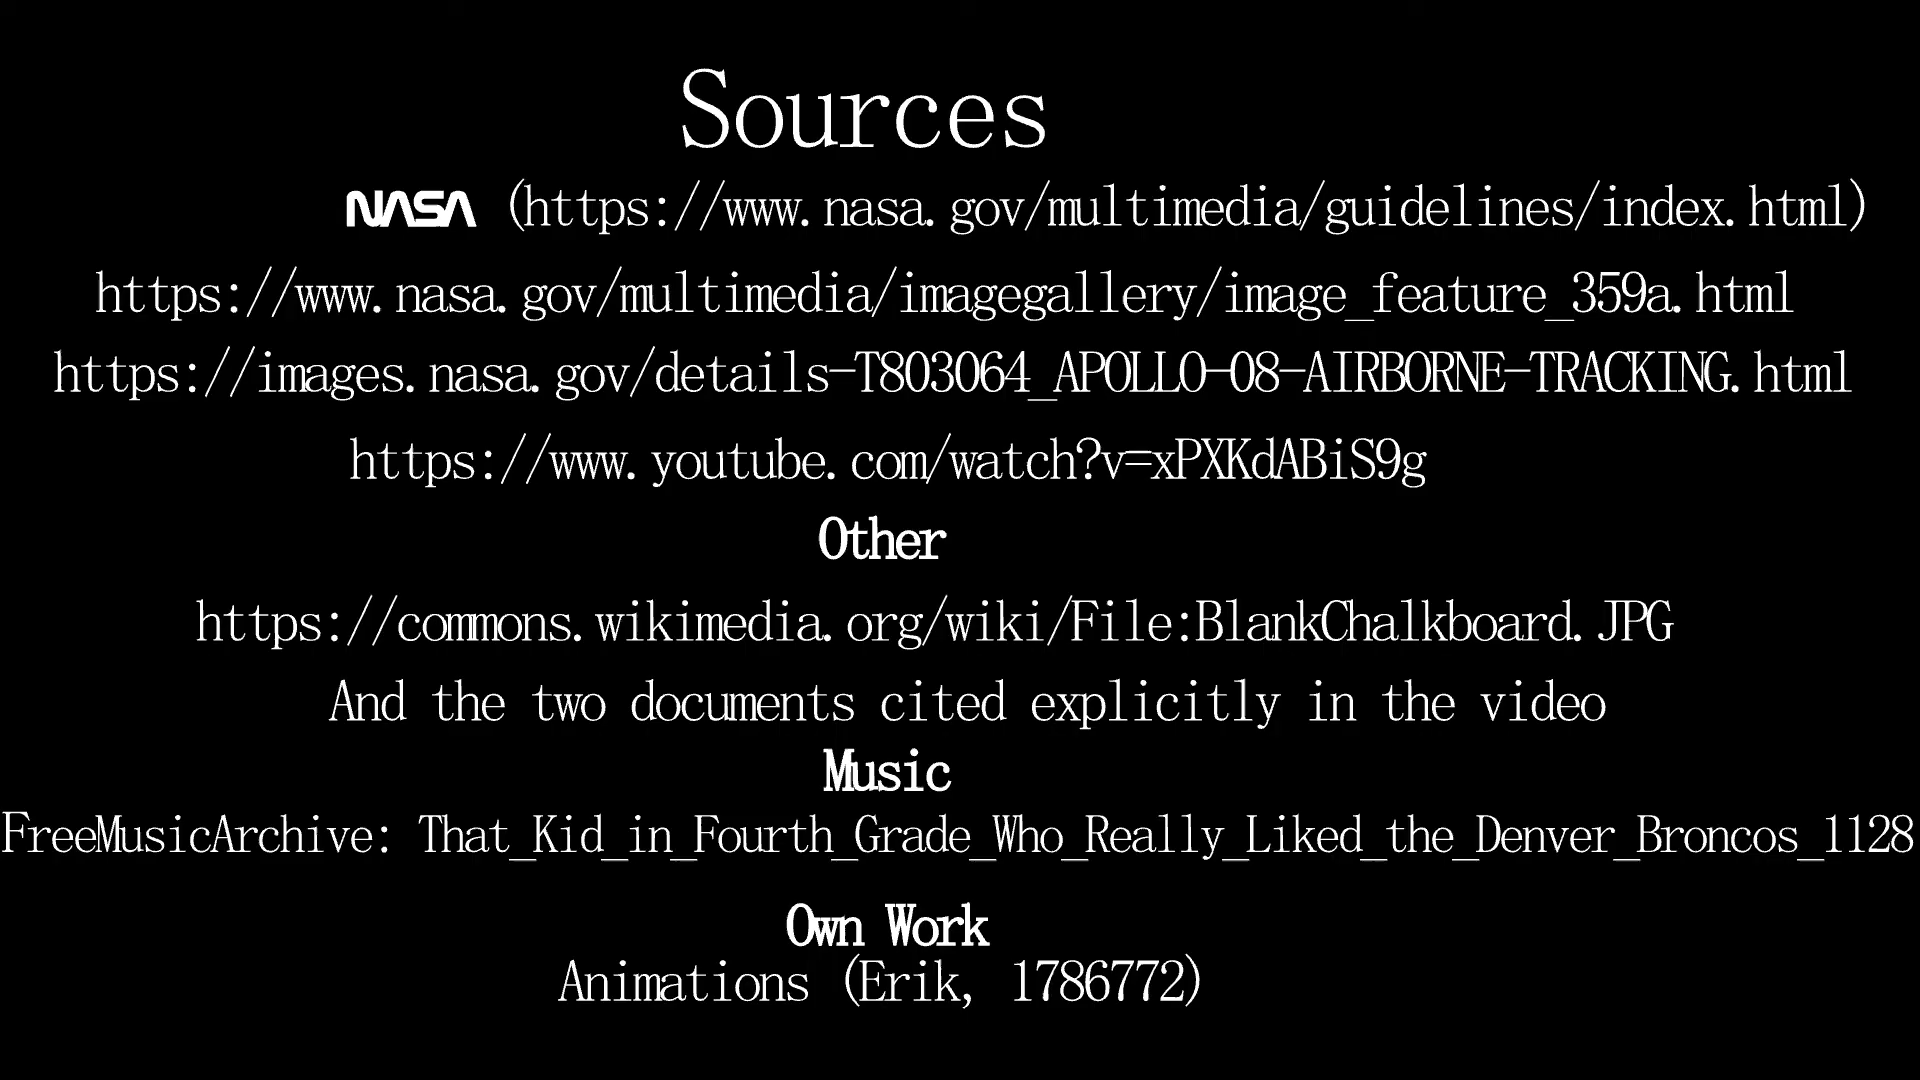 Sources
NASA (https://www.nasa.gov/multimedia/guidelines/index.html)
https://www.nasa.gov/multimedia/imagegallery/image_feature_359a.html
https://images.nasa.gov/details-T803064_APOLLO-08-AIRBORNE-TRACKING.html
https://www.youtube.com/watch?v=xPXKdABiS9g
Other
https://commons.wikimedia.org/wiki/File:BlankChalkboard.JPG
And the two documents cited explicitly in the video
Music
FreeMusicArchive: That_Kid_in_Fourth_Grade_Who_Really_Liked_the_Denver_Broncos_1128
Own Work
Animations (Erik, 1786772)